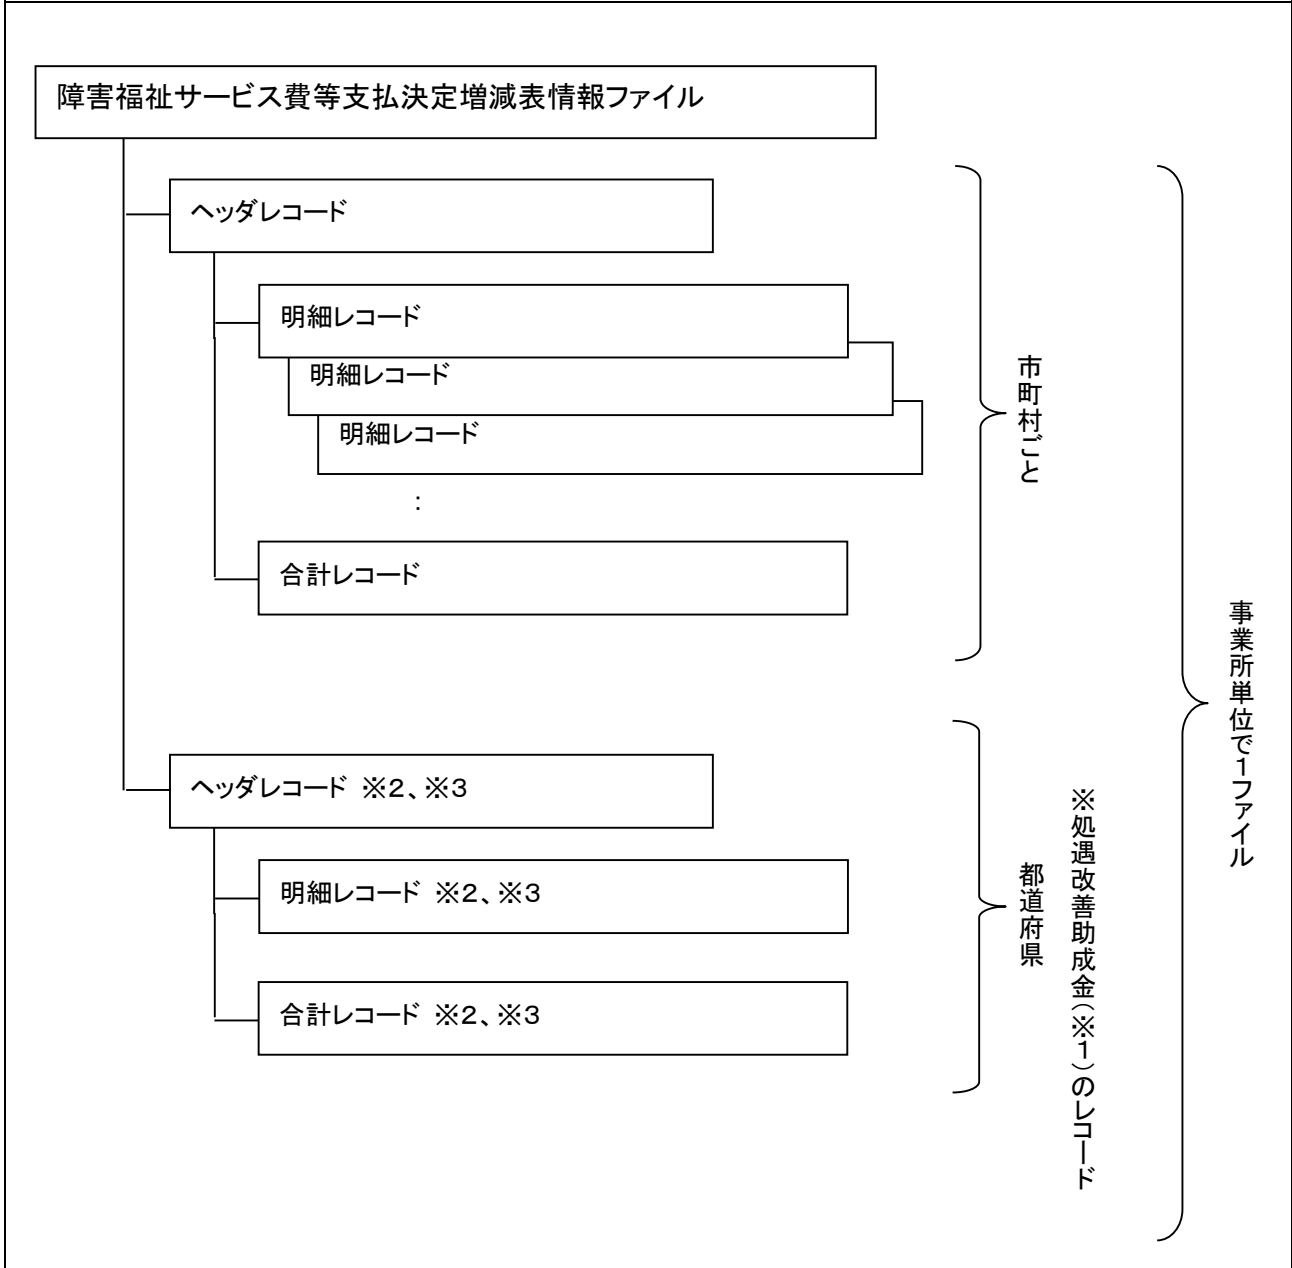 障害福祉サービス費等支払決定増減表情報ファイル
ヘッダレコード
明細レコード
明細レコード
明細レコード
：
合計レコード
市町村ごと
ヘッダレコード ※２、※３
明細レコード ※２、※３
合計レコード ※２、※３
都道府県
※処遇改善助成金（※１）のレコード
事業所単位で１ファイル